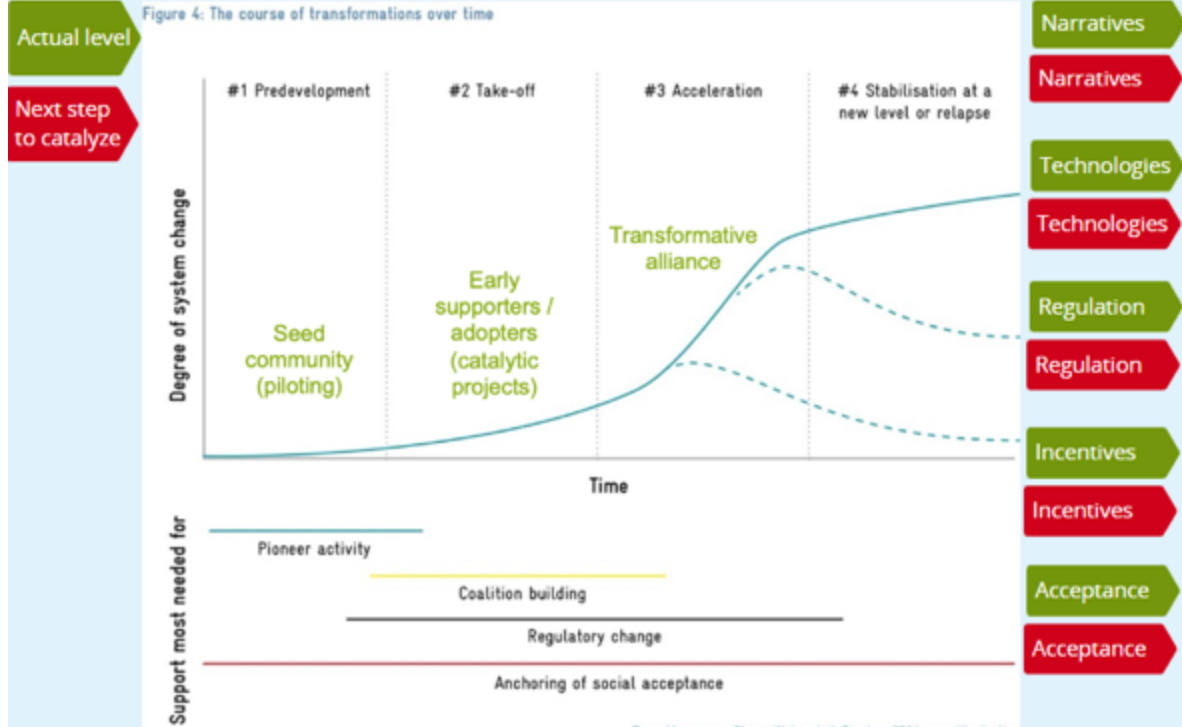 Figure 4: The course of transformations over time
Actual level
Next step
to catalyze
#1 Predevelopment
#2 Take-off
#3 Acceleration
#4 Stabilisation at a
new level or relapse
Degree of system change
Seed
community
(piloting)
Early
supporters /
adopters
(catalytic
projects)
Transformative
alliance
Time
Support most needed for
Pioneer activity
Coalition building
Regulatory change
Anchoring of social acceptance
Narratives
Narratives
Technologies
Technologies
Regulation
Regulation
Incentives
Incentives
Acceptance
Acceptance